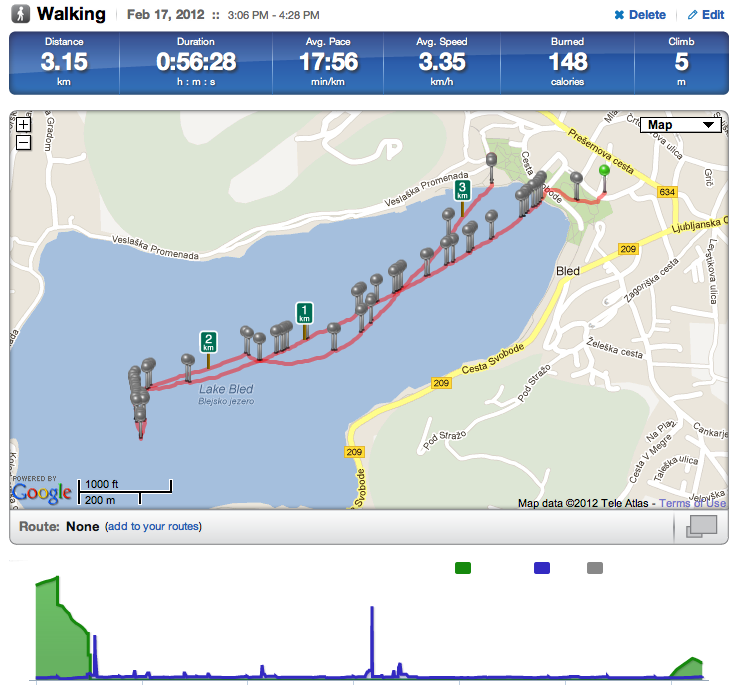 Walking Feb 17, 2012 :: 3:06 PM - 4:28 PM Delete Edit
Distance Duration Avg. Pace Avg. Speed Burned Climb
3.15 0:56:28 17:56 3.35 148 5
km h : m : s min/km km/h calories m
+
−
Map
Prešernova cesta
Grič
Veslaška Promenada
3
km
634
Ljubljanska C
Veslaška Promenada
209
Levstikova ulica
Bled
Zagoriška cesta
1
km
2
km
Želeška cesta
Cesta Svobode
209
Lake Bled
Blejsko jezero
Pod Stražo
Pod Stražo
Na Plaž
Cankarje
Cesta V Megre
Taleška ulica
209
Svobode
POWERED BY
Google
1000 ft
200 m
Jelovška
Map data ©2012 Tele Atlas - Terms of Use
Route: None (add to your routes)